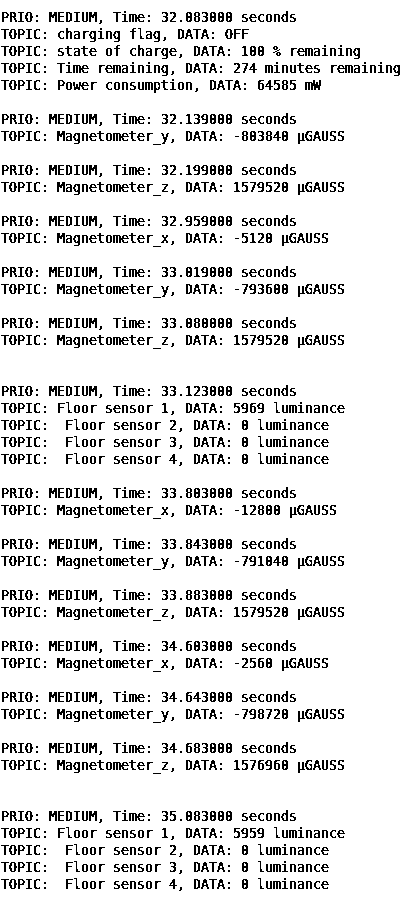 PRIO: MEDIUM, Time: 32.083000 seconds
TOPIC: charging flag, DATA: OFF
TOPIC: state of charge, DATA: 100 % remaining
TOPIC: Time remaining, DATA: 274 minutes remaining
TOPIC: Power consumption, DATA: 64585 mW
PRIO: MEDIUM, Time: 32.139000 seconds
TOPIC: Magnetometer_y, DATA: -803840 µGAUSS
PRIO: MEDIUM, Time: 32.199000 seconds
TOPIC: Magnetometer_z, DATA: 1579520 µGAUSS
PRIO: MEDIUM, Time: 32.959000 seconds
TOPIC: Magnetometer_x, DATA: -5120 µGAUSS
PRIO: MEDIUM, Time: 33.019000 seconds
TOPIC: Magnetometer_y, DATA: -793600 µGAUSS
PRIO: MEDIUM, Time: 33.080000 seconds
TOPIC: Magnetometer_z, DATA: 1579520 µGAUSS
PRIO: MEDIUM, Time: 33.123000 seconds
TOPIC: Floor sensor 1, DATA: 5969 luminance
TOPIC:  Floor sensor 2, DATA: 0 luminance
TOPIC:  Floor sensor 3, DATA: 0 luminance
TOPIC:  Floor sensor 4, DATA: 0 luminance
PRIO: MEDIUM, Time: 33.803000 seconds
TOPIC: Magnetometer_x, DATA: -12800 µGAUSS
PRIO: MEDIUM, Time: 33.843000 seconds
TOPIC: Magnetometer_y, DATA: -791040 µGAUSS
PRIO: MEDIUM, Time: 33.883000 seconds
TOPIC: Magnetometer_z, DATA: 1579520 µGAUSS
PRIO: MEDIUM, Time: 34.603000 seconds
TOPIC: Magnetometer_x, DATA: -2560 µGAUSS
PRIO: MEDIUM, Time: 34.643000 seconds
TOPIC: Magnetometer_y, DATA: -798720 µGAUSS
PRIO: MEDIUM, Time: 34.683000 seconds
TOPIC: Magnetometer_z, DATA: 1576960 µGAUSS
PRIO: MEDIUM, Time: 35.083000 seconds
TOPIC: Floor sensor 1, DATA: 5959 luminance
TOPIC:  Floor sensor 2, DATA: 0 luminance
TOPIC:  Floor sensor 3, DATA: 0 luminance
TOPIC:  Floor sensor 4, DATA: 0 luminance